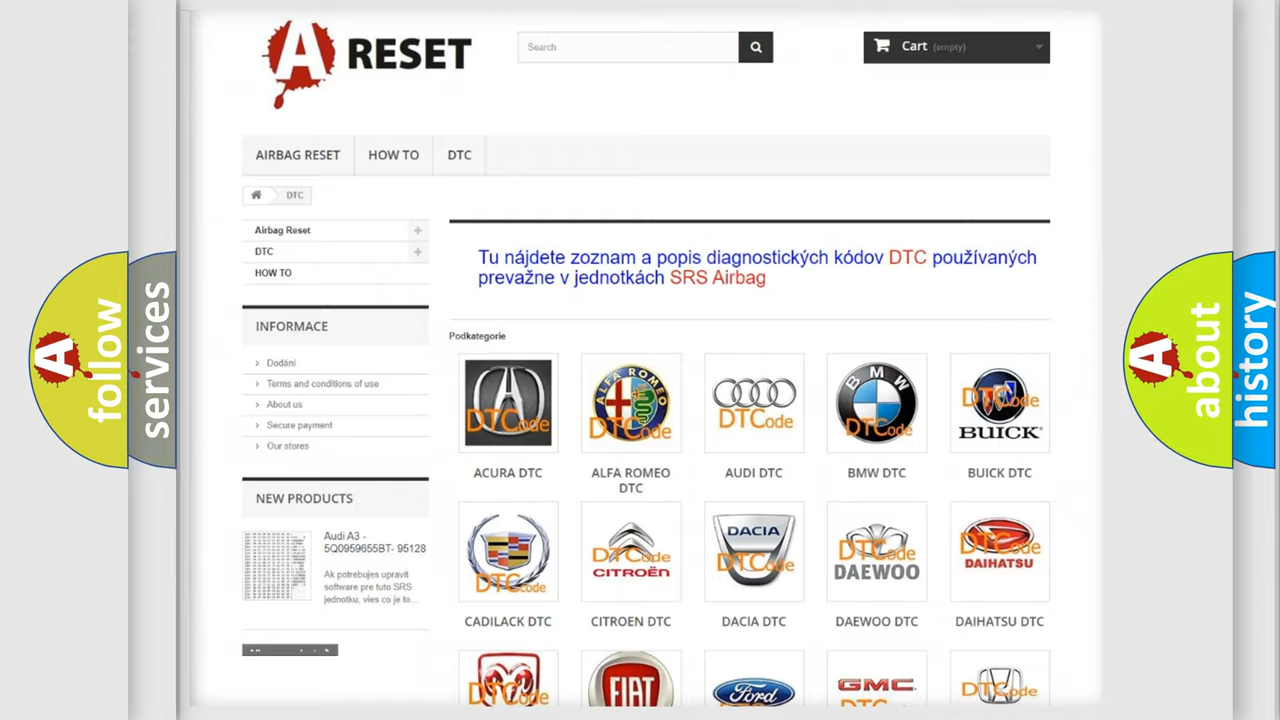 A RESET
Search
Cart (empty)
AIRBAG RESET HOW TO DTC
DTC
Airbag Reset
DTC
HOW TO
INFORMACE
Dodání
Terms and conditions of use
About us
Secure payment
Our stores
NEW PRODUCTS
Audi A3 -
5Q0959655BT- 95128
Ak potrebujes upravit
software pre tuto SRS
jednotku, vies co je to...
Tu nájdete zoznam a popis diagnostických kódov DTC používaných
prevažne v jednotkách SRS Airbag
Podkategorie
DTCode
ALFA ROMEO
DTCode
DTCode
BMW
DTCode
DTCode
BUICK
ACURA DTC
ALFA ROMEO
DTC
AUDI DTC
BMW DTC
BUICK DTC
DTCode
DTCode
CITROËN
DACIA
DTCode
DTCode
DAEWOO
DTCode
DAIHATSU
CADILACK DTC
CITROEN DTC
DACIA DTC
DAEWOO DTC
DAIHATSU DTC
DTCode
FIAT
Ford
GMC
DTCode
A follow
services
A about
history